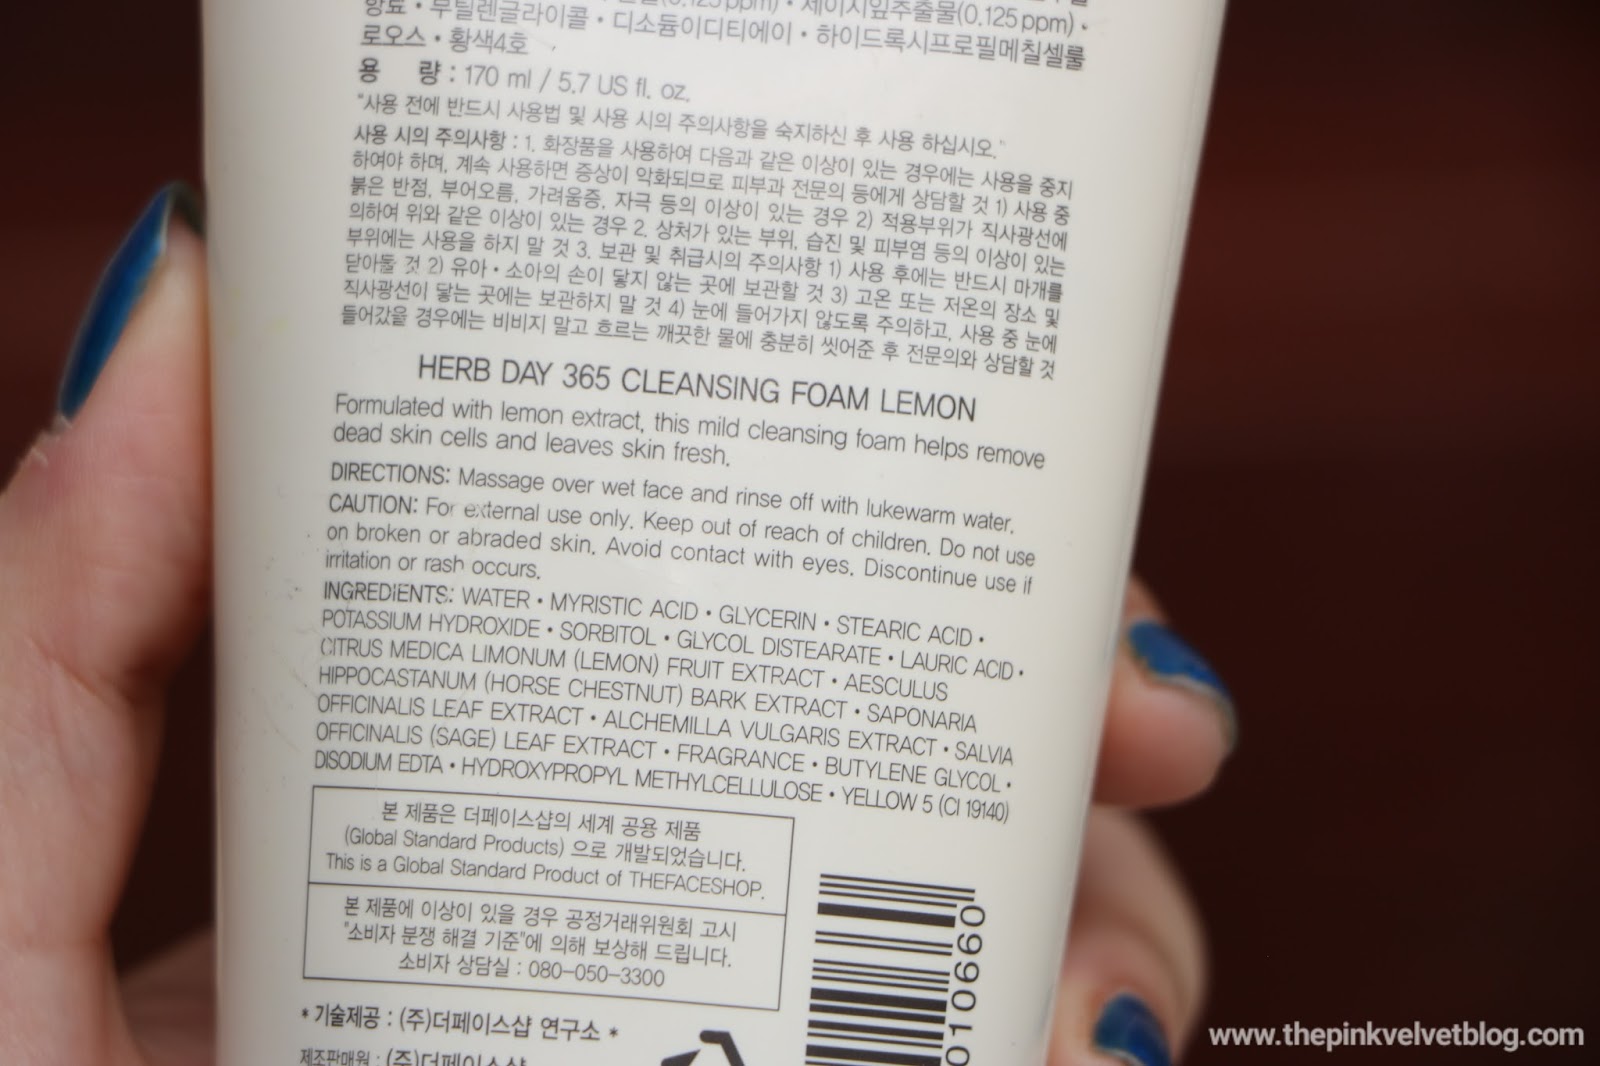 향료 • 부틸렌글라이콜 • 디소듐이디티에이 • 하이드록시프로필메칠셀룰
로오스 • 황색4호
용 량 : 170 ml / 5.7 US fl. oz.
"사용 전에 반드시 사용법 및 사용 시의 주의사항을 숙지하신 후 사용 하십시오."
사용 시의 주의사항 : 1. 화장품을 사용하여 다음과 같은 이상이 있는 경우에는 사용을 중지
하여야 하며, 계속 사용하면 증상이 악화되므로 피부과 전문의 등에게 상담할 것 1) 사용 중
붉은 반점, 부어오름, 가려움증, 자극 등의 이상이 있는 경우 2) 적용부위가 직사광선에
의하여 위와 같은 이상이 있는 경우 2. 상처가 있는 부위, 습진 및 피부염 등의 이상이 있는
부위에는 사용을 하지 말 것 3. 보관 및 취급시의 주의사항 1) 사용 후에는 반드시 마개를
닫아둘 것 2) 유아 • 소아의 손이 닿지 않는 곳에 보관할 것 3) 고온 또는 저온의 장소 및
직사광선이 닿는 곳에는 보관하지 말 것 4) 눈에 들어가지 않도록 주의하고, 사용 중 눈에
들어갔을 경우에는 비비지 말고 흐르는 깨끗한 물에 충분히 씻어준 후 전문의와 상담할 것
HERB DAY 365 CLEANSING FOAM LEMON
Formulated with lemon extract, this mild cleansing foam helps remove
dead skin cells and leaves skin fresh.
DIRECTIONS: Massage over wet face and rinse off with lukewarm water.
CAUTION: For external use only. Keep out of reach of children. Do not use
on broken or abraded skin. Avoid contact with eyes. Discontinue use if
irritation or rash occurs.
INGREDIENTS: WATER • MYRISTIC ACID • GLYCERIN • STEARIC ACID •
POTASSIUM HYDROXIDE • SORBITOL • GLYCOL DISTEARATE • LAURIC ACID •
CITRUS MEDICA LIMONUM (LEMON) FRUIT EXTRACT • AESCULUS
HIPPOCASTANUM (HORSE CHESTNUT) BARK EXTRACT • SAPONARIA
OFFICINALIS LEAF EXTRACT • ALCHEMILLA VULGARIS EXTRACT • SALVIA
OFFICINALIS (SAGE) LEAF EXTRACT • FRAGRANCE • BUTYLENE GLYCOL •
DISODIUM EDTA • HYDROXYPROPYL METHYLCELLULOSE • YELLOW 5 (CI 19140)
본 제품은 더페이스샵의 세계 공용 제품
(Global Standard Products) 으로 개발되었습니다.
This is a Global Standard Product of THEFACESHOP.
본 제품에 이상이 있을 경우 공정거래위원회 고시
"소비자 분쟁 해결 기준"에 의해 보상해 드립니다.
소비자 상담실 : 080-050-3300
* 기술제공 : (주)더페이스샵 연구소 *
제조판매원 : (주)더페이스샵
010660
www.thepinkvelvetblog.com